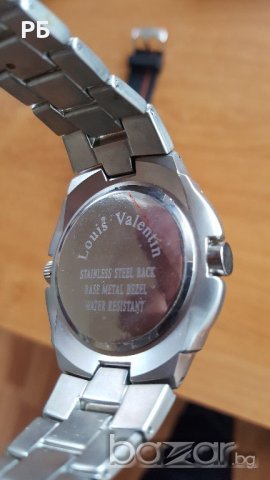 РБ
Louis Valentin
STAINLESS STEEL BACK
BASE METAL BEZEL
WATER RESISTANT
bazar.bg